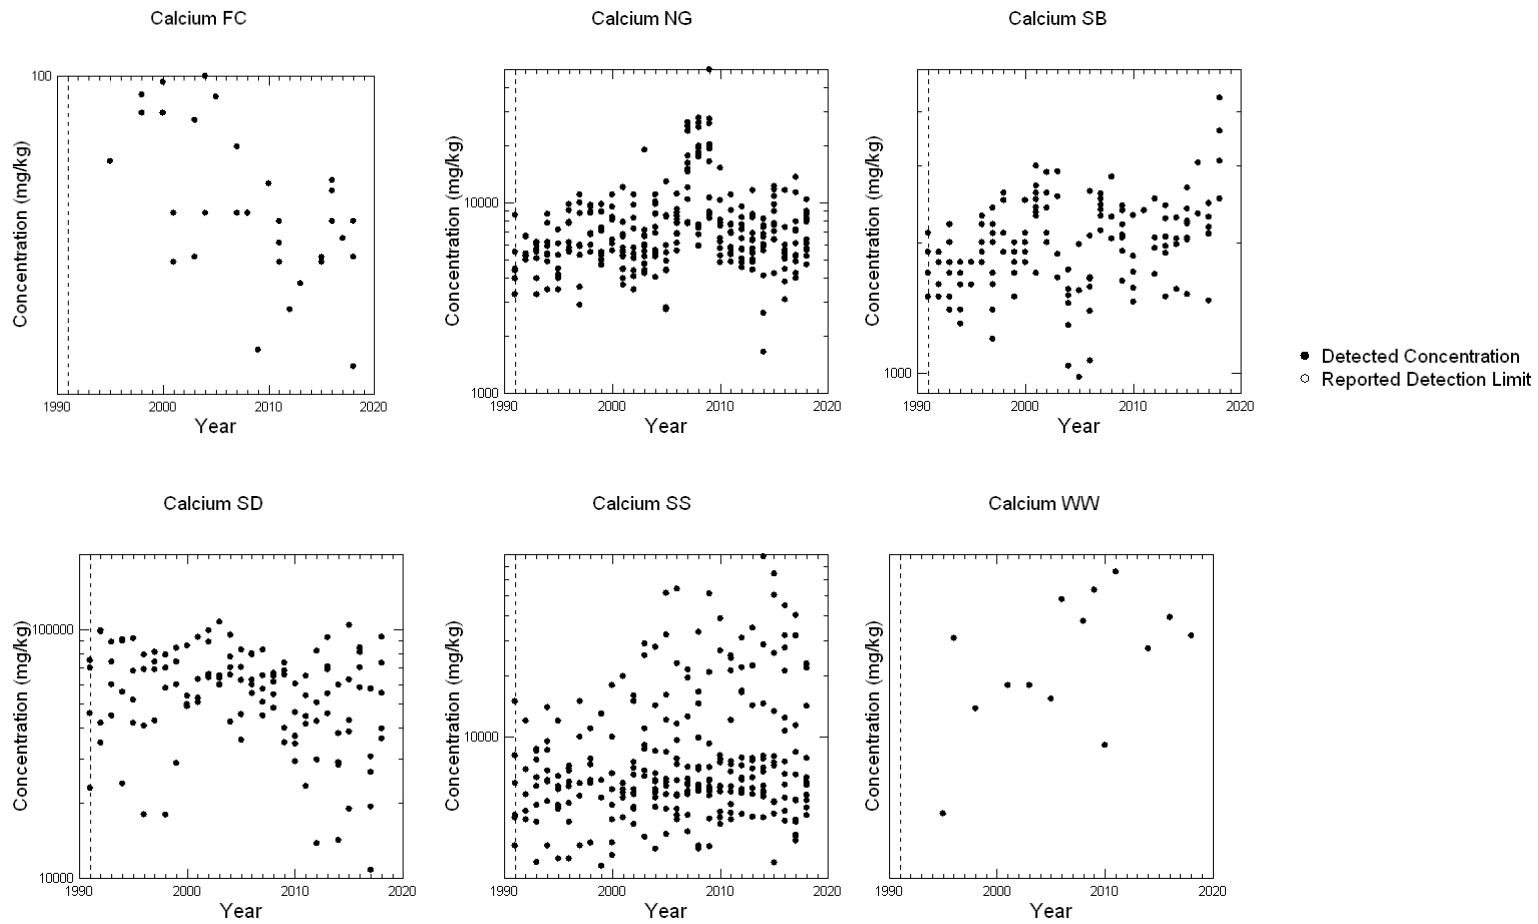 Calcium FC
Calcium NG
Calcium SB
Concentration (mg/kg)
100
1990
2000
2010
2020
Year
Concentration (mg/kg)
10000
1000
1990
2000
2010
2020
Year
Concentration (mg/kg)
1000
1990
2000
2010
2020
Year
Detected Concentration
Reported Detection Limit
Calcium SD
Calcium SS
Calcium WW
Concentration (mg/kg)
100000
10000
1990
2000
2010
2020
Year
Concentration (mg/kg)
10000
1990
2000
2010
2020
Year
Concentration (mg/kg)
1990
2000
2010
2020
Year